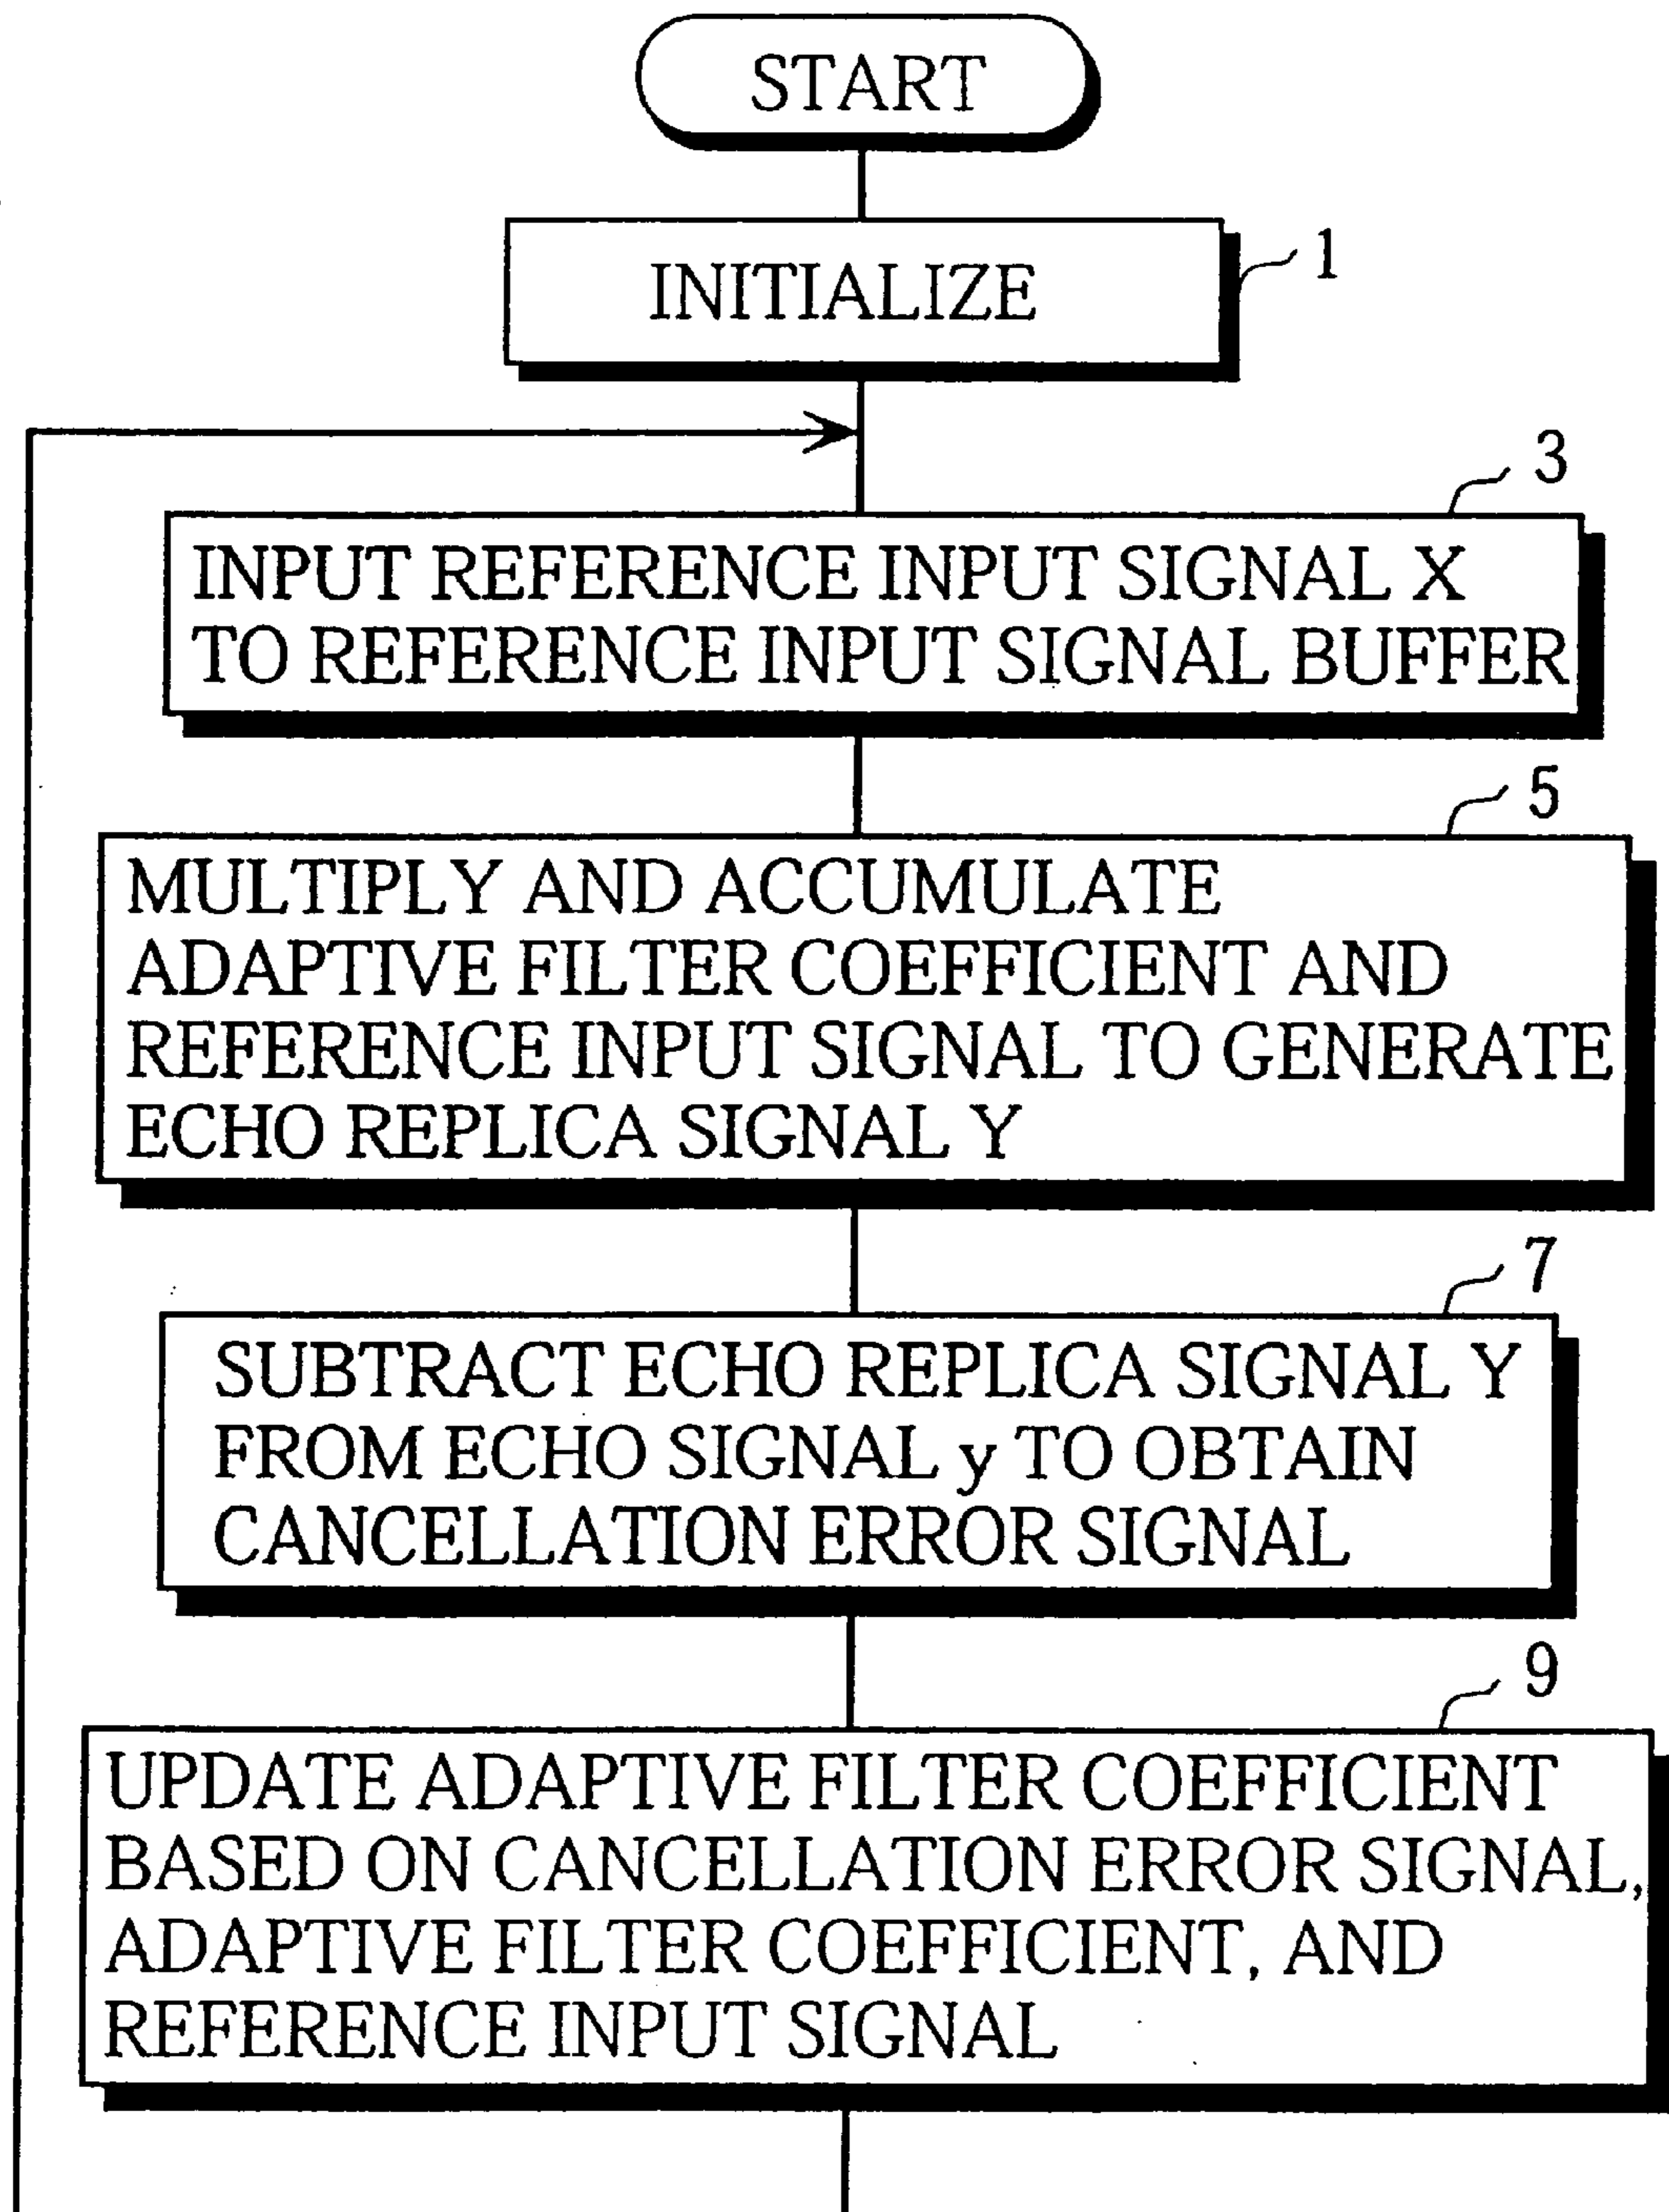 START
INITIALIZE
1
3
INPUT REFERENCE INPUT SIGNAL X
TO REFERENCE INPUT SIGNAL BUFFER
5
MULTIPLY AND ACCUMULATE
ADAPTIVE FILTER COEFFICIENT AND
REFERENCE INPUT SIGNAL TO GENERATE
ECHO REPLICA SIGNAL Y
7
SUBTRACT ECHO REPLICA SIGNAL Y
FROM ECHO SIGNAL y TO OBTAIN
CANCELLATION ERROR SIGNAL
9
UPDATE ADAPTIVE FILTER COEFFICIENT
BASED ON CANCELLATION ERROR SIGNAL,
ADAPTIVE FILTER COEFFICIENT, AND
REFERENCE INPUT SIGNAL